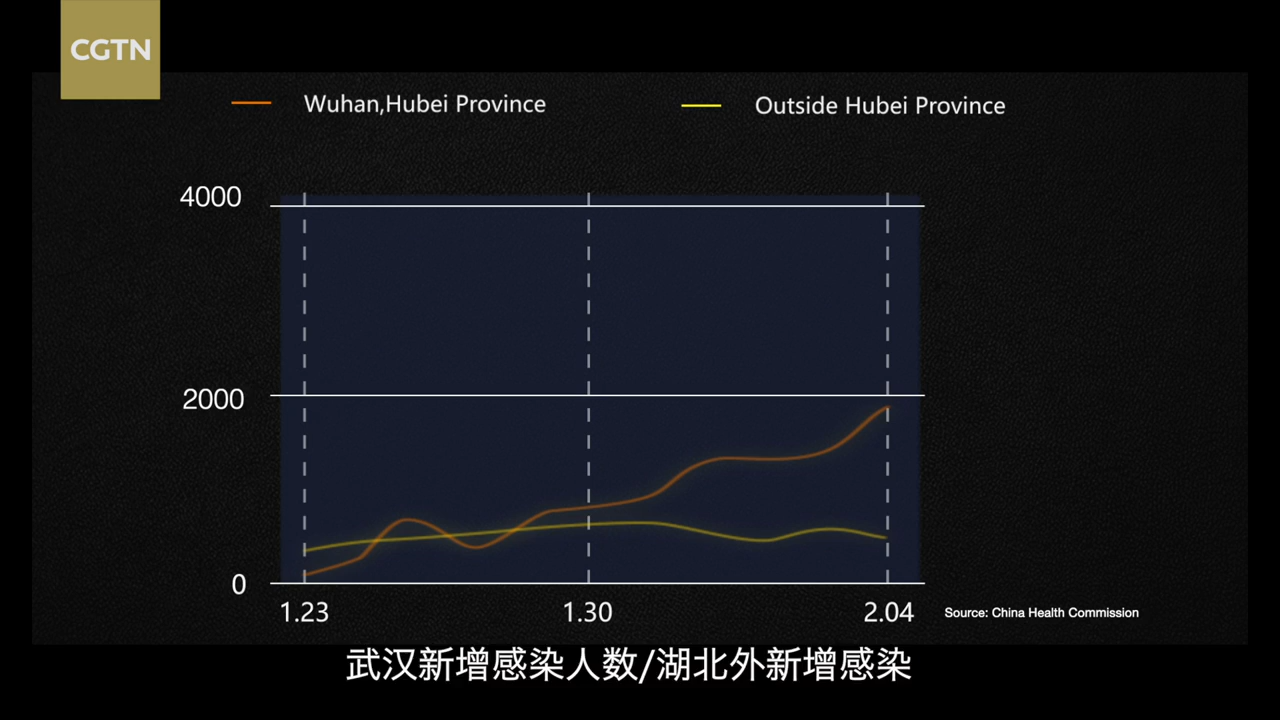 CGTN
Wuhan,Hubei Province
Outside Hubei Province
4000
2000
0
1.23
1.30
2.04
Source: China Health Commission
武汉新增感染人数/湖北外新增感染